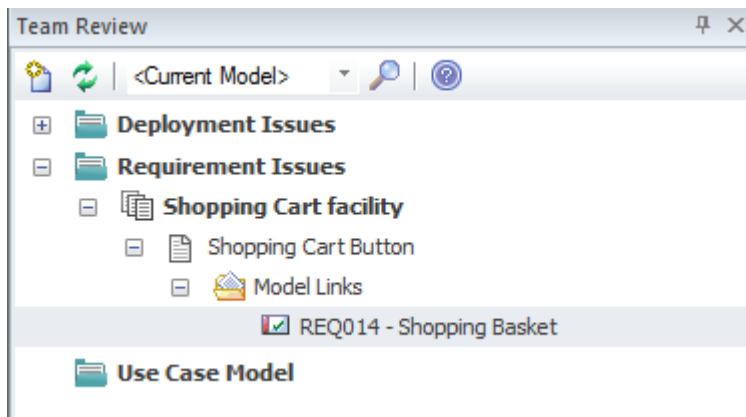 Team Review
<Current Model>
Deployment Issues
Requirement Issues
Shopping Cart facility
Shopping Cart Button
Model Links
REQ014 - Shopping Basket
Use Case Model